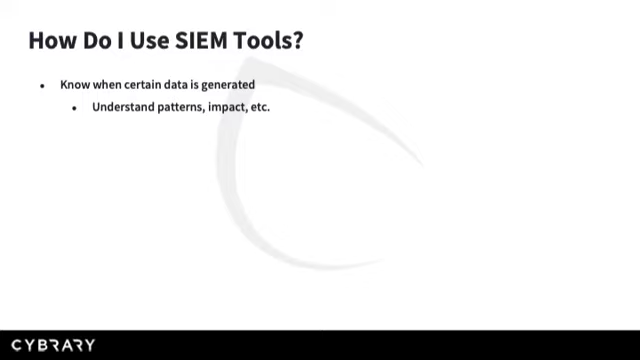 How Do I Use SIEM Tools?
• Know when certain data is generated
• Understand patterns, impact, etc.
CYBRARY